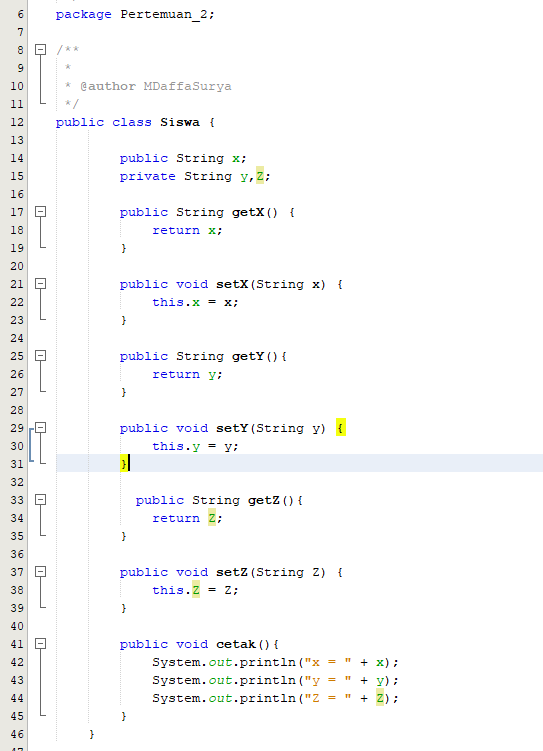 6 package Pertemuan_2;
7
8 /**
9 *
10 * @author MDaffaSurya
11 */
12 public class Siswa {
13
14 public String x;
15 private String y,Z;
16
17 public String getX() {
18 return x;
19 }
20
21 public void setX(String x) {
22 this.x = x;
23 }
24
25 public String getY(){
26 return y;
27 }
28
29 public void setY(String y) {
30 this.y = y;
31 }
32
33 public String getZ(){
34 return Z;
35 }
36
37 public void setZ(String Z) {
38 this.Z = Z;
39 }
40
41 public void cetak(){
42 System.out.println("x = " + x);
43 System.out.println("y = " + y);
44 System.out.println("Z = " + Z);
45 }
46 }